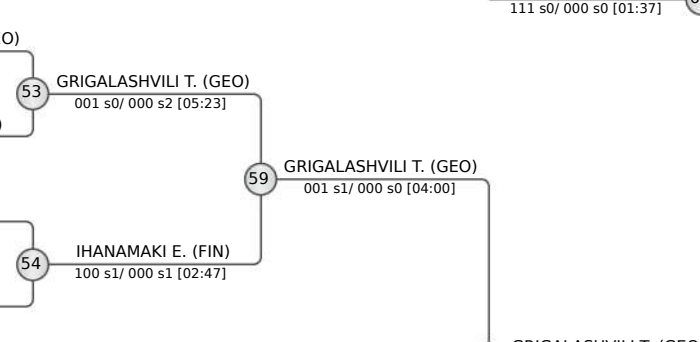 111 s0/ 000 s0 [01:37]
53
GRIGALASHVILI T. (GEO)
001 s0/ 000 s2 [05:23]
59
GRIGALASHVILI T. (GEO)
001 s1/ 000 s0 [04:00]
54
IHANAMAKI E. (FIN)
100 s1/ 000 s1 [02:47]